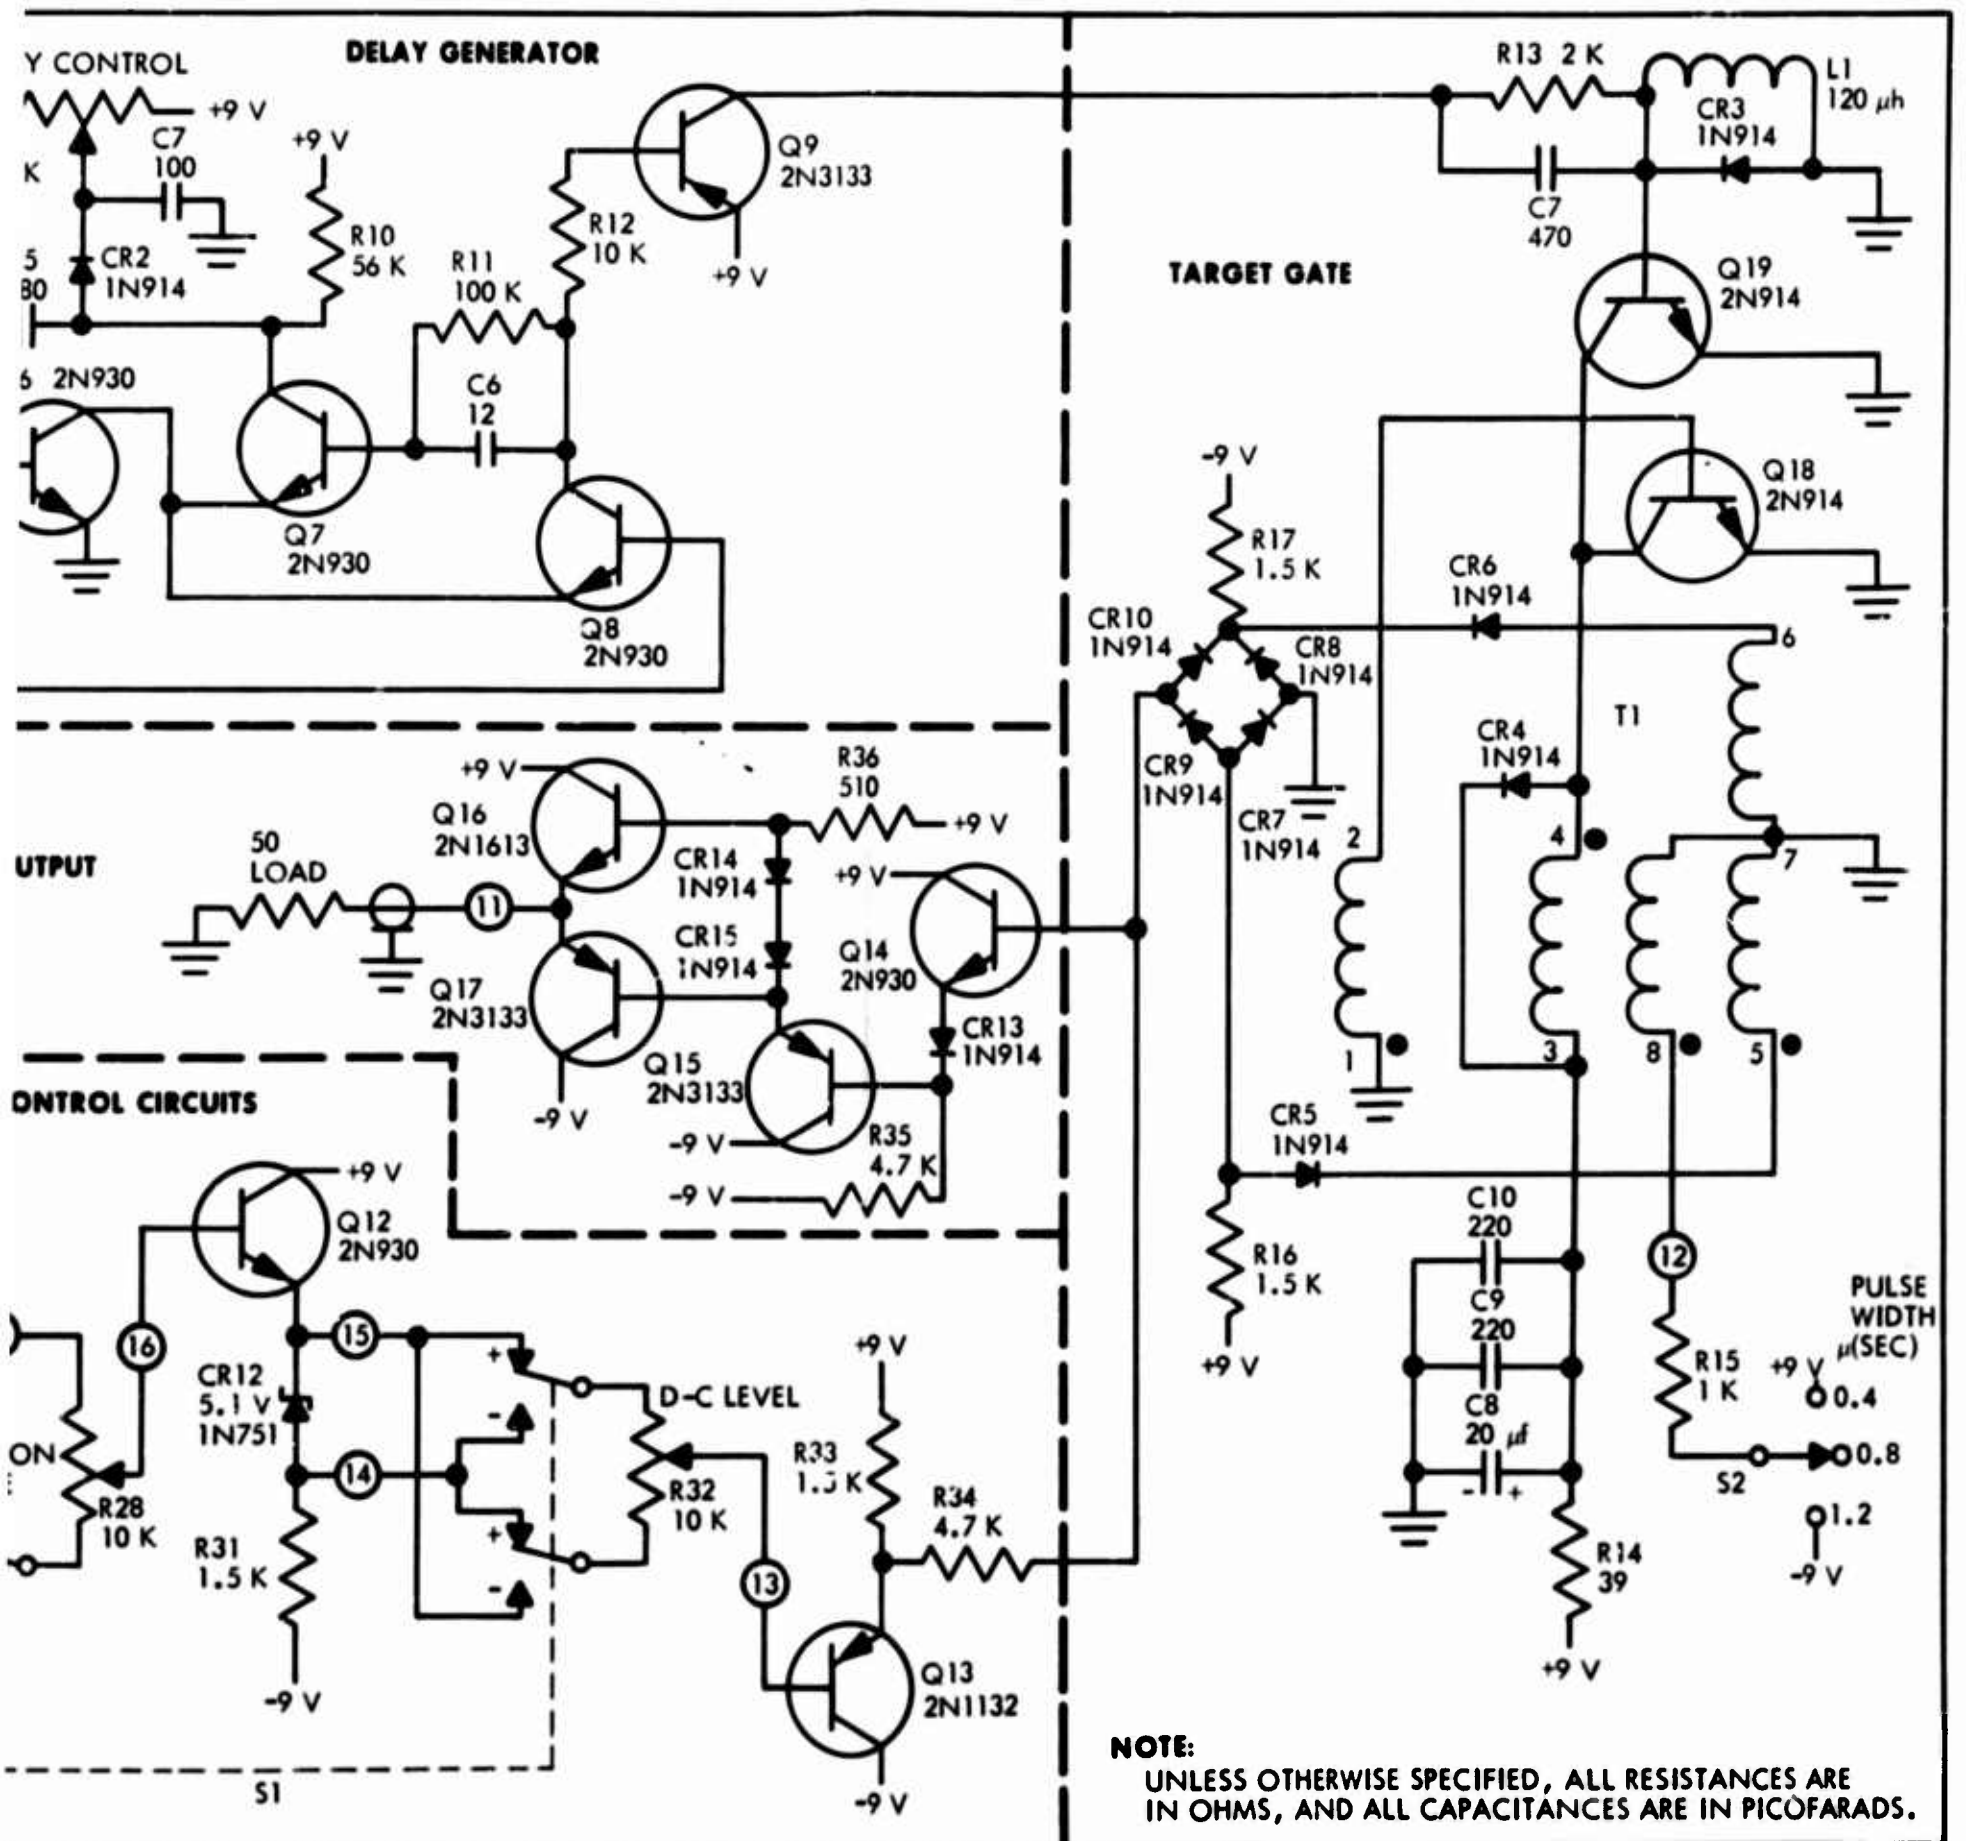 DELAY GENERATOR
Y CONTROL
+9 V
K
C7
100
CR2
1N914
5
80
+9 V
R10
56 K
R11
100 K
C6
12
R12
10 K
Q9
2N3133
+9 V
6 2N930
Q7
2N930
Q8
2N930
R13 2 K
L1
120 μh
CR3
1N914
C7
470
TARGET GATE
Q19
2N914
Q18
2N914
-9 V
R17
1.5 K
CR6
1N914
CR10
1N914
CR8
1N914
CR9
1N914
CR7
1N914
6
T1
CR4
1N914
2
4
7
1
3
8
5
CR5
1N914
R16
1.5 K
+9 V
C10
220
C9
220
C8
20 μf
- +
R14
39
+9 V
12
R15
1 K
S2
PULSE
WIDTH
μ(SEC)
+9 V
0.4
0.8
1.2
-9 V
UTPUT
50
LOAD
11
+9 V
Q16
2N1613
Q17
2N3133
-9 V
R36
510
+9 V
CR14
1N914
CR15
1N914
+9 V
Q14
2N930
CR13
1N914
Q15
2N3133
-9 V
R35
4.7 K
-9 V
ONTROL CIRCUITS
+9 V
Q12
2N930
16
15
CR12
5.1 V
1N751
14
ON
R28
10 K
R31
1.5 K
-9 V
+
-
+
-
D-C LEVEL
R32
10 K
13
+9 V
R33
R34
4.7 K
Q13
2N1132
-9 V
S1
NOTE:
UNLESS OTHERWISE SPECIFIED, ALL RESISTANCES ARE
IN OHMS, AND ALL CAPACITANCES ARE IN PICOFARADS.